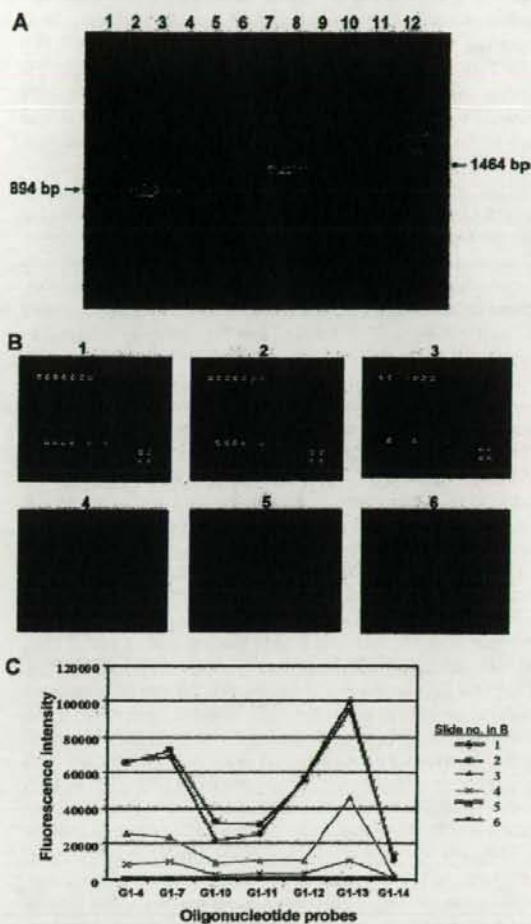 A
1 2 3 4 5 6 7 8 9 10 11 12
894 bp
1464 bp
B
1 2 3
4 5 6
C
120000
100000
80000
60000
40000
20000
0
Fluorescence intensity
G1-4 G1-7 G1-10 G1-11 G1-12 G1-13 G1-14
Oligonucleotide probes
Slide no. in B
1
2
3
4
5
6